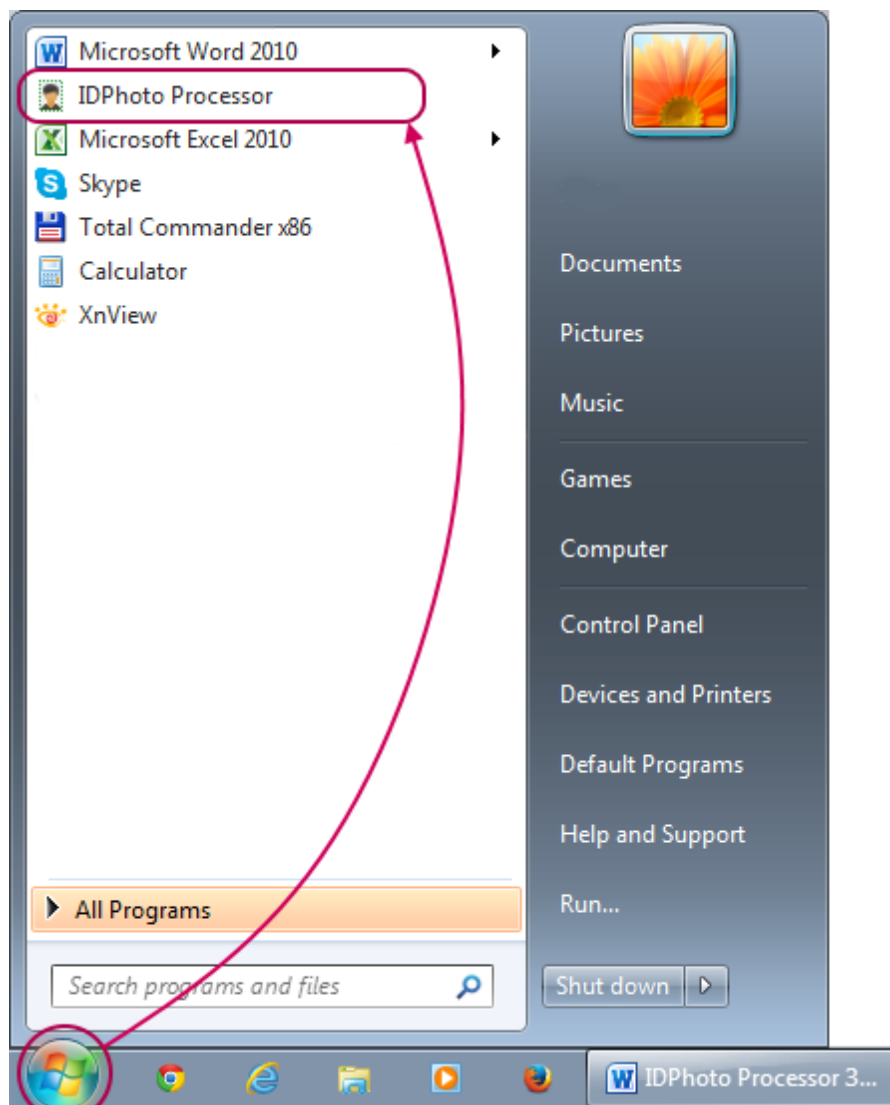 Microsoft Word 2010
IDPhoto Processor
Microsoft Excel 2010
Skype
Total Commander x86
Calculator
XnView
All Programs
Search programs and files
Documents
Pictures
Music
Games
Computer
Control Panel
Devices and Printers
Default Programs
Help and Support
Run...
Shut down
IDPhoto Processor 3...